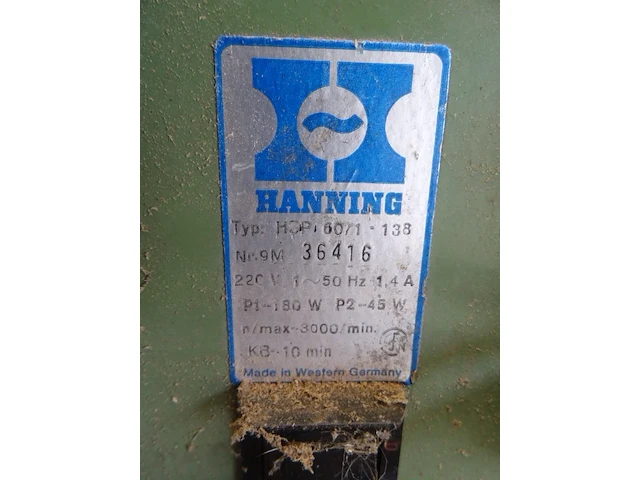 HANNING
Typ: 60/1 - 138
Nr. 9M 36416
220 V 1~50 Hz 1,4 A
P1-180 W P2-45 W
n/max-3000/min.
KB-10 min
Made in Western Germany